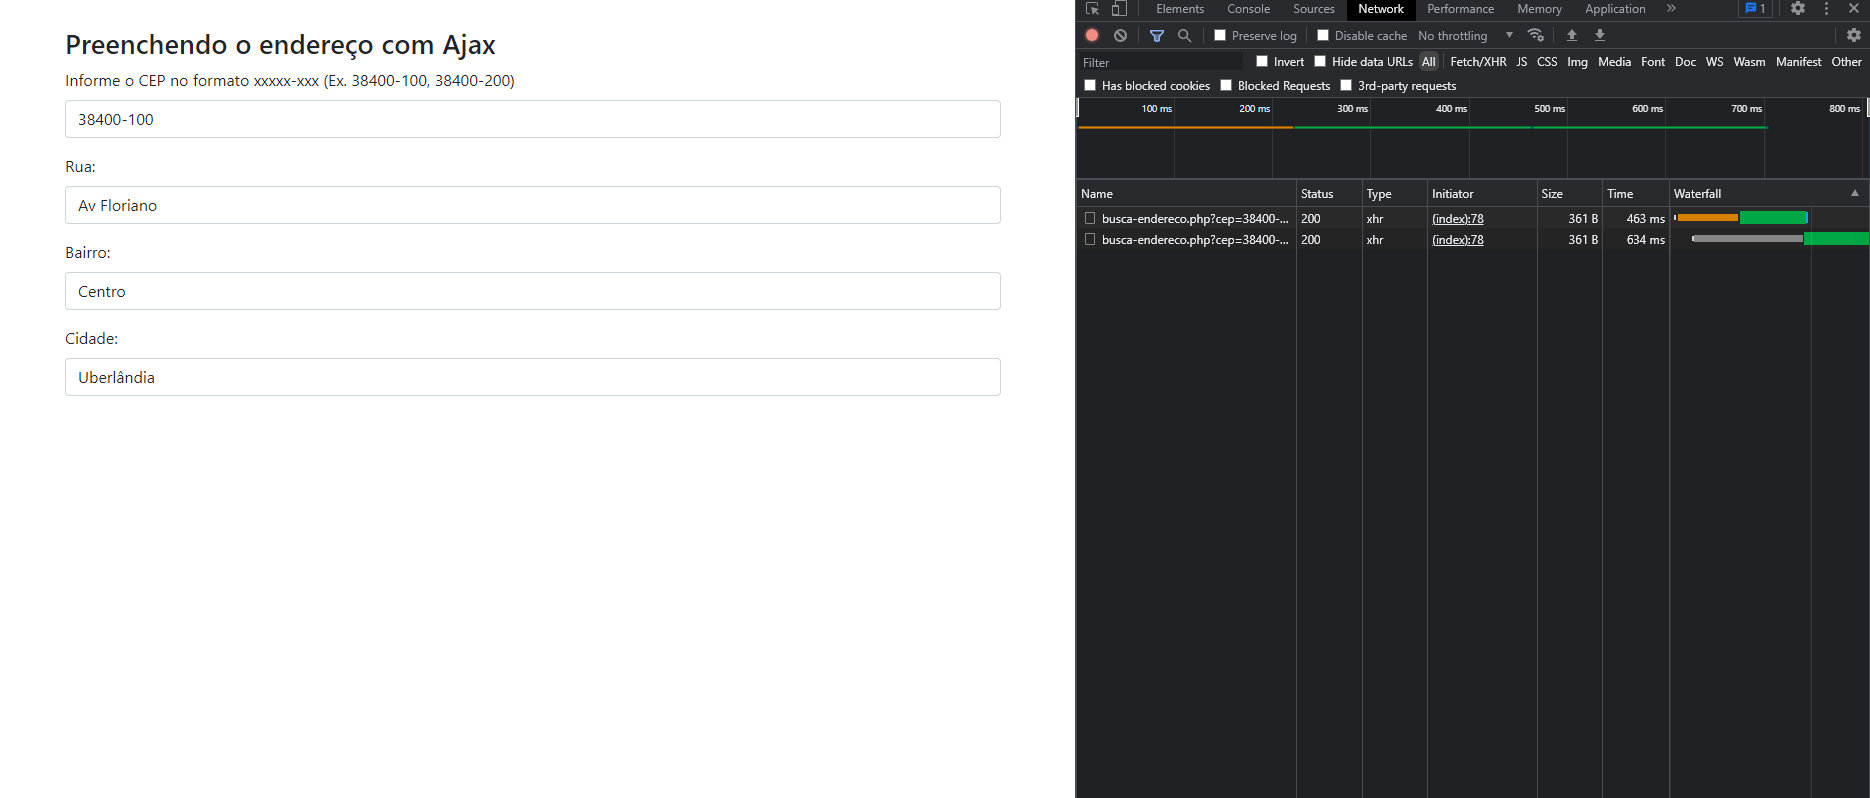 Preenchendo o endereço com Ajax
Informe o CEP no formato xxxxx-xxx (Ex. 38400-100, 38400-200)
38400-100
Rua:
Av Floriano
Bairro:
Centro
Cidade:
Uberlândia
Elements Console Sources Network Performance Memory Application » 1
Preserve log Disable cache No throttling
Filter Invert Hide data URLs All Fetch/XHR JS CSS Img Media Font Doc WS Wasm Manifest Other
Has blocked cookies Blocked Requests 3rd-party requests
100 ms 200 ms 300 ms 400 ms 500 ms 600 ms 700 ms 800 ms
Name Status Type Initiator Size Time Waterfall
busca-endereco.php?cep=38400-... 200 xhr (index):78 361 B 463 ms
busca-endereco.php?cep=38400-... 200 xhr (index):78 361 B 634 ms